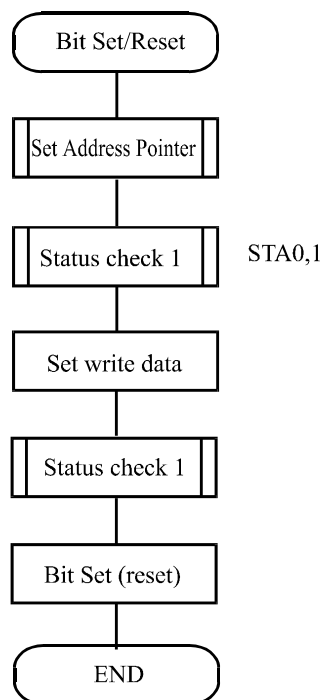 Bit Set/Reset
Set Address Pointer
Status check 1
STA0,1
Set write data
Status check 1
Bit Set (reset)
END